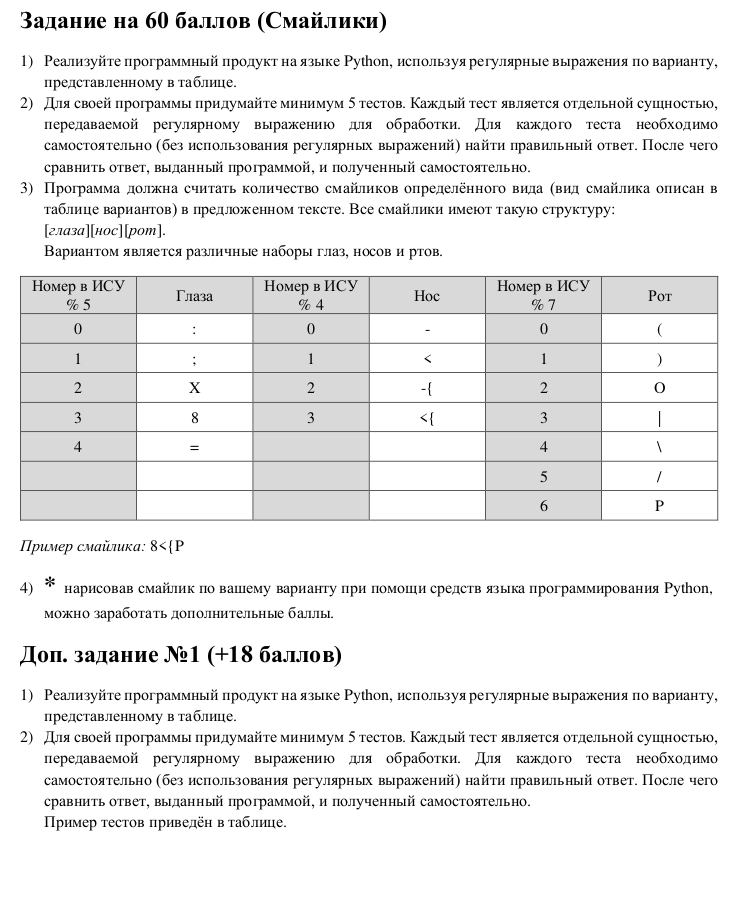 Задание на 60 баллов (Смайлики)
1) Реализуйте программный продукт на языке Python, используя регулярные выражения по варианту,
представленному в таблице.
2) Для своей программы придумайте минимум 5 тестов. Каждый тест является отдельной сущностью,
передаваемой регулярному выражению для обработки. Для каждого теста необходимо
самостоятельно (без использования регулярных выражений) найти правильный ответ. После чего
сравнить ответ, выданный программой, и полученный самостоятельно.
3) Программа должна считать количество смайликов определённого вида (вид смайлика описан в
таблице вариантов) в предложенном тексте. Все смайлики имеют такую структуру:
[глаза][нос][рот].
Вариантом является различные наборы глаз, носов и ртов.
Номер в ИСУ % 5 Глаза Номер в ИСУ % 4 Нос Номер в ИСУ % 7 Рот
0 : 0 - 0 (
1 ; 1 < 1 )
2 X 2 -{ 2 O
3 8 3 <{ 3 |
4 = 4 \
5 /
6 P
Пример смайлика: 8<{P
4) * нарисовав смайлик по вашему варианту при помощи средств языка программирования Python,
можно заработать дополнительные баллы.
Доп. задание №1 (+18 баллов)
1) Реализуйте программный продукт на языке Python, используя регулярные выражения по варианту,
представленному в таблице.
2) Для своей программы придумайте минимум 5 тестов. Каждый тест является отдельной сущностью,
передаваемой регулярному выражению для обработки. Для каждого теста необходимо
самостоятельно (без использования регулярных выражений) найти правильный ответ. После чего
сравнить ответ, выданный программой, и полученный самостоятельно.
Пример тестов приведён в таблице.